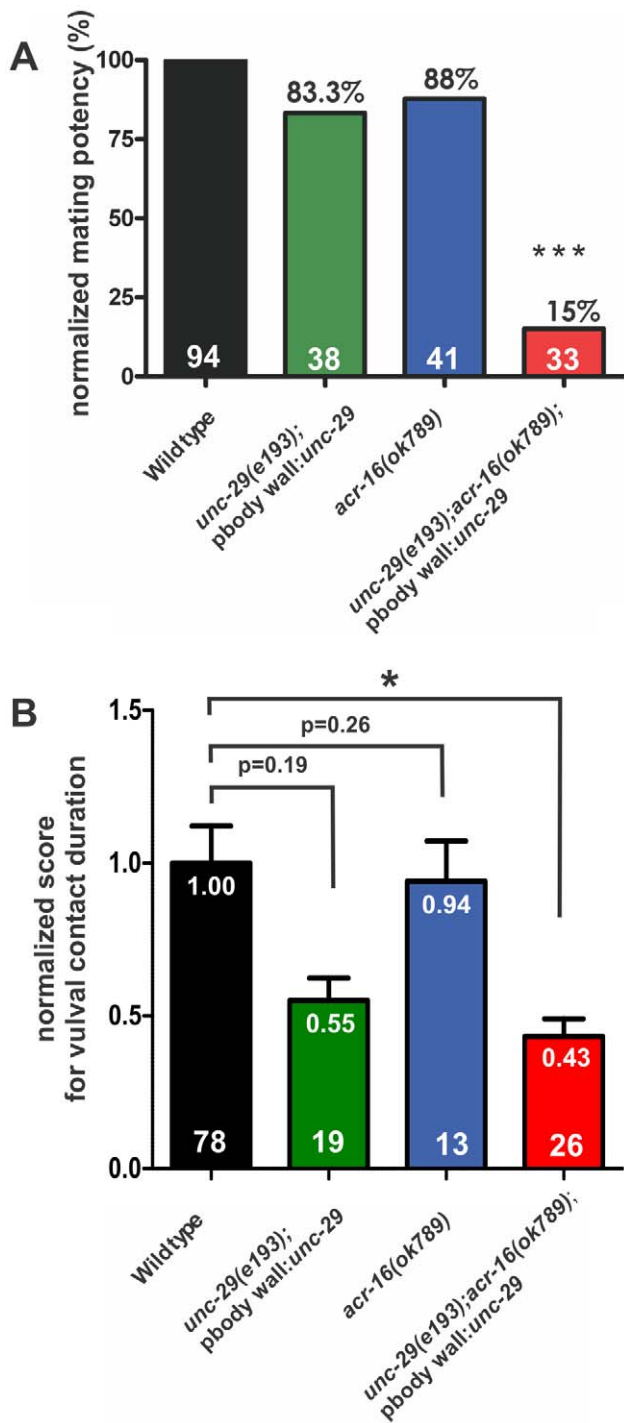 A
normalized mating potency (%)
100
75
50
25
0
83.3%
88%
***
15%
94
38
41
33
Wildtype
unc-29(e193);
pbody wall:unc-29
acr-16(ok789)
unc-29(e193);acr-16(ok789);
pbody wall:unc-29
B
normalized score
for vulval contact duration
1.5
1.0
0.5
0.0
*
p=0.26
p=0.19
1.00
0.55
0.94
0.43
78
19
13
26
Wildtype
unc-29(e193);
pbody wall:unc-29
acr-16(ok789)
unc-29(e193);acr-16(ok789);
pbody wall:unc-29